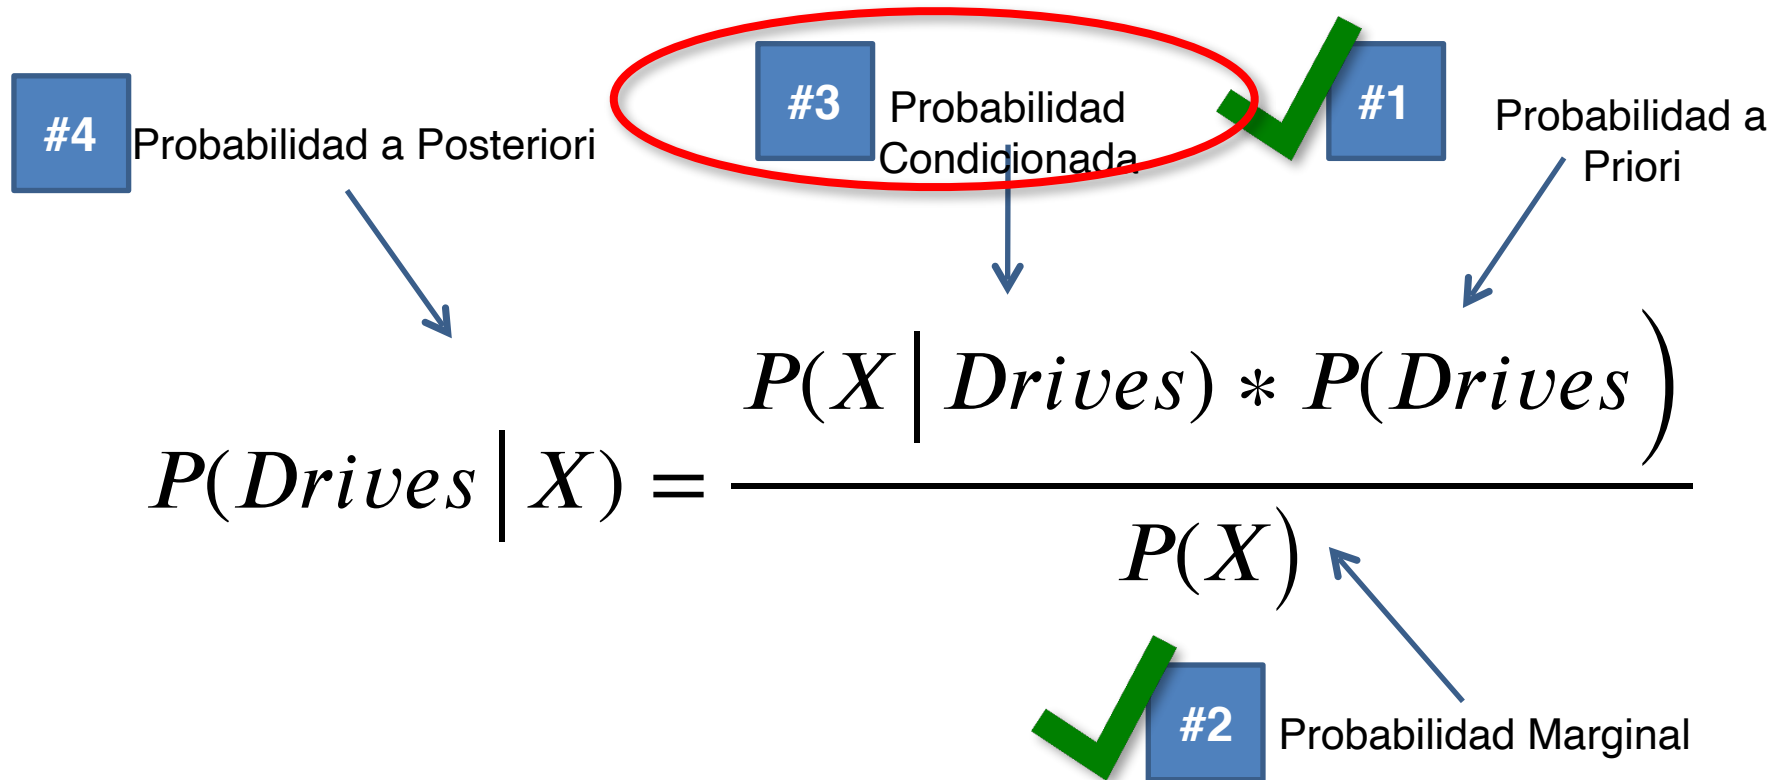 #4 Probabilidad a Posteriori
#3 Probabilidad
Condicionada
#1 Probabilidad a
Priori
P(Drives | X) = P(X | Drives) * P(Drives)
P(X)
#2 Probabilidad Marginal